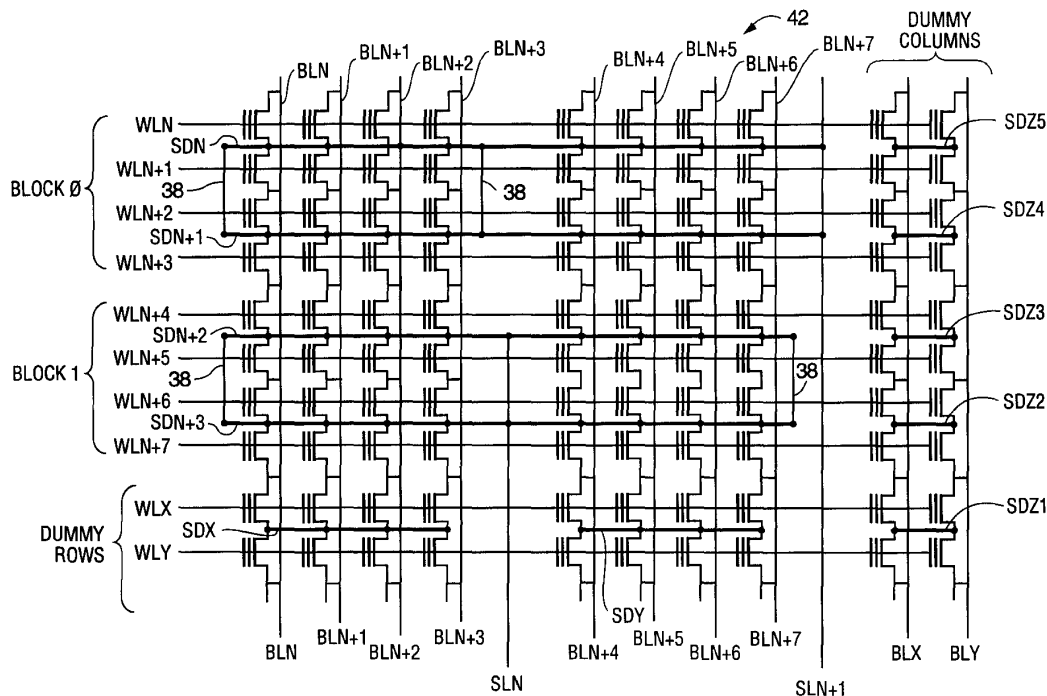 42
DUMMY
COLUMNS
BLN
BLN+1
BLN+2
BLN+3
BLN+4
BLN+5
BLN+6
BLN+7
WLN
SDN
SDZ5
BLOCK Ø
WLN+1
38
38
WLN+2
SDZ4
SDN+1
WLN+3
WLN+4
SDN+2
SDZ3
WLN+5
BLOCK 1
38
38
WLN+6
SDZ2
SDN+3
WLN+7
DUMMY
ROWS
WLX
SDX
SDZ1
WLY
SDY
BLN
BLN+1
BLN+2
BLN+3
BLN+4
BLN+5
BLN+6
BLN+7
BLX
BLY
SLN
SLN+1